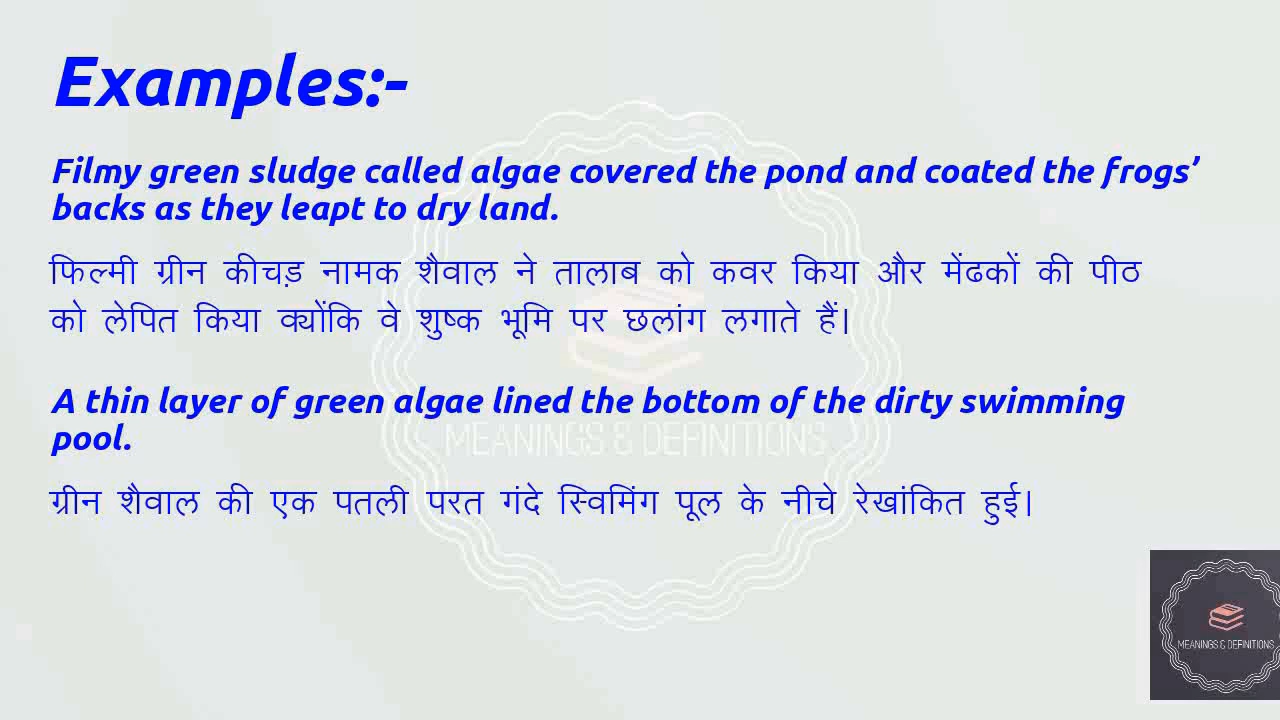 Examples:-
Filmy green sludge called algae covered the pond and coated the frogs’
backs as they leapt to dry land.
फिल्मी ग्रीन कीचड़ नामक शैवाल ने तालाब को कवर किया और मेंढकों की पीठ
को लेपित किया क्योंकि वे शुष्क भूमि पर छलांग लगाते हैं।
A thin layer of green algae lined the bottom of the dirty swimming
pool.
MEANINGS & DEFINITIONS
ग्रीन शैवाल की एक पतली परत गंदे स्विमिंग पूल के नीचे रेखांकित हुई।
MEANINGS & DEFINITIONS